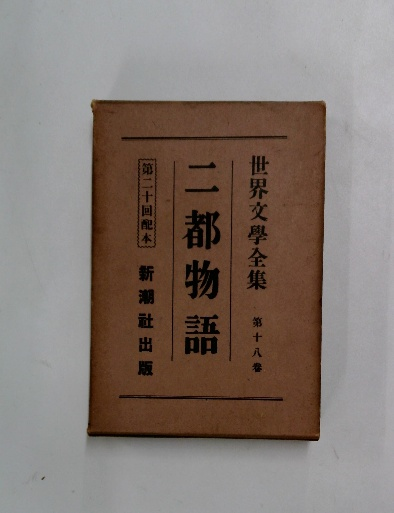 世界文學全集 第十八卷
二都物語
第二十回配本
新潮社出版